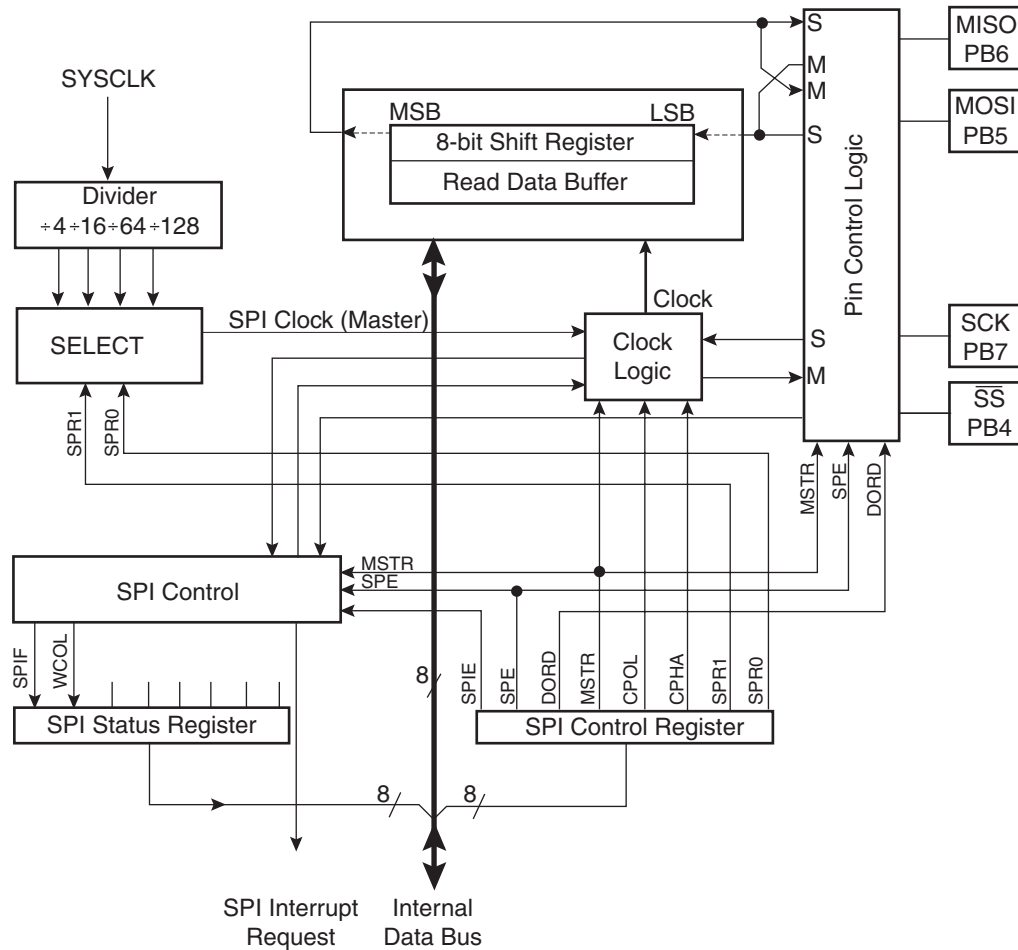 SYSCLK
Divider
÷4÷16÷64÷128
SELECT
SPR1
SPR0
SPI Clock (Master)
MSB
LSB
8-bit Shift Register
Read Data Buffer
Clock
Clock
Logic
S
M
M
S
S
M
Pin Control Logic
MISO
PB6
MOSI
PB5
SCK
PB7
SS
PB4
MSTR
SPE
DORD
MSTR
SPE
SPI Control
SPIF
WCOL
SPI Status Register
8
SPIE
SPE
DORD
MSTR
CPOL
CPHA
SPR1
SPR0
SPI Control Register
8
8
SPI Interrupt
Request
Internal
Data Bus